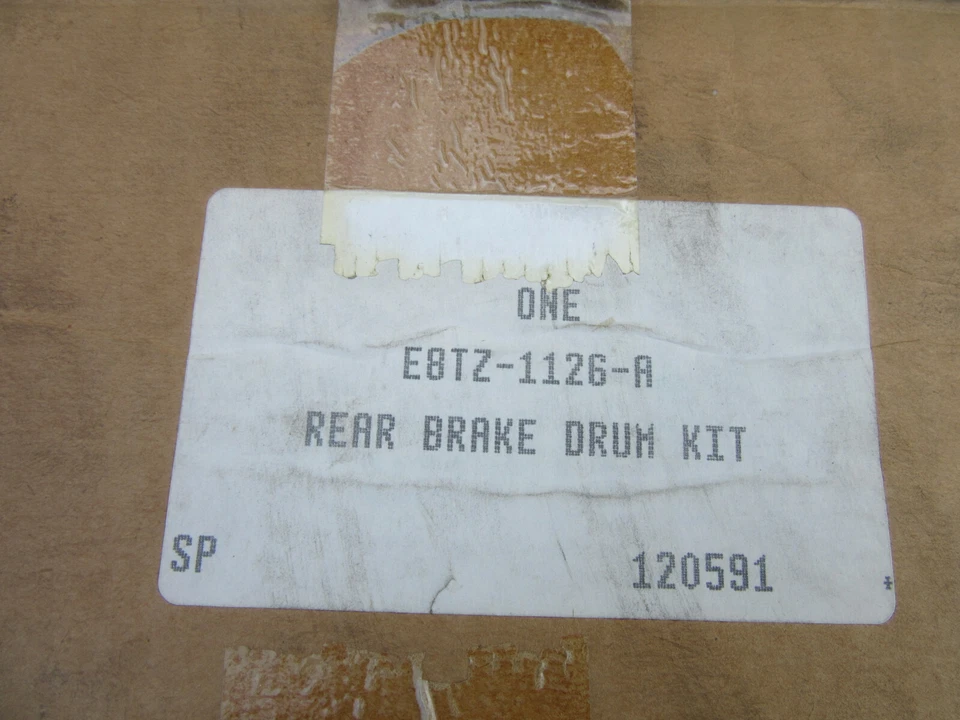 ONE
E8TZ-1126-A
REAR BRAKE DRUM KIT
SP 120591